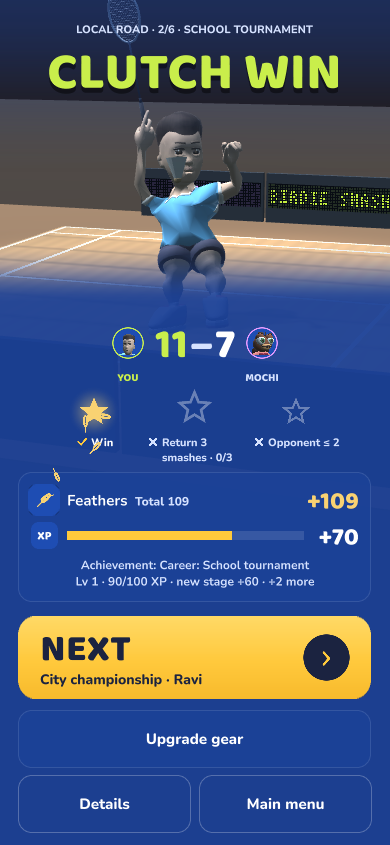 LOCAL ROAD · 2/6 · SCHOOL TOURNAMENT
CLUTCH WIN
BIRDIE SMASH
11–7
YOU
MOCHI
Win
Return 3
smashes · 0/3
Opponent ≤ 2
Feathers Total 109
+109
XP
+70
Achievement: Career: School tournament
Lv 1 · 90/100 XP · new stage +60 · +2 more
NEXT
City championship · Ravi
Upgrade gear
Details
Main menu